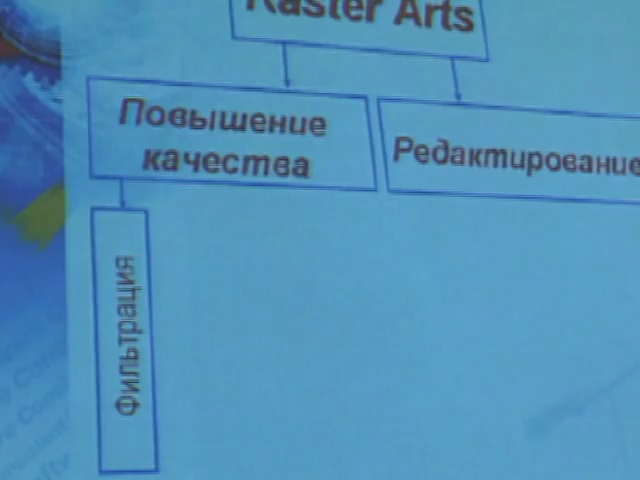 Raster Arts
Повышение
качества
Редактирование
Фильтрация